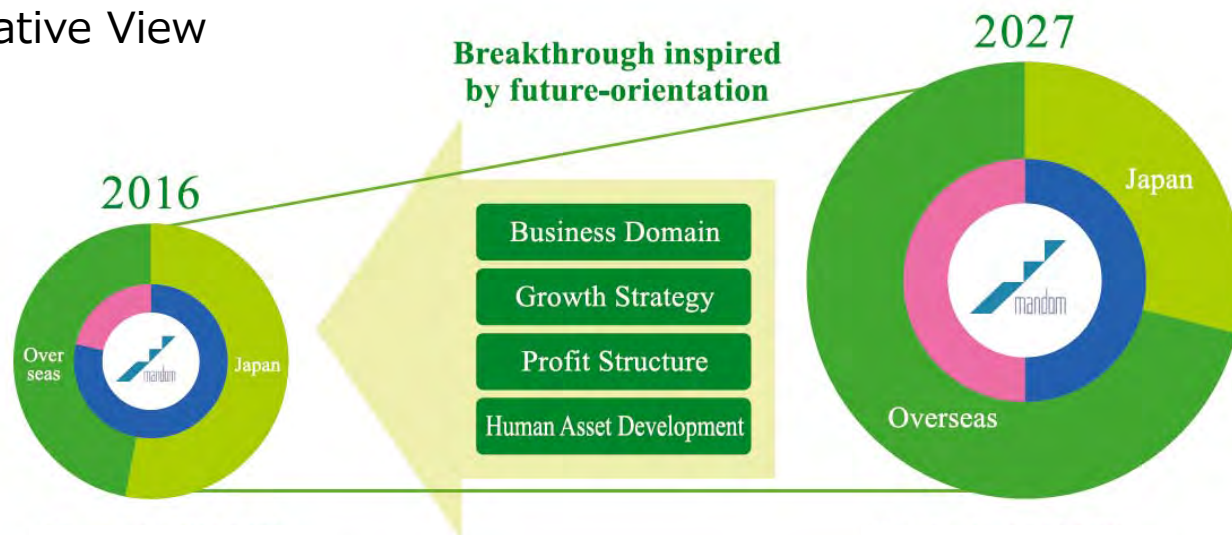 ative View
Breakthrough inspired
by future-orientation
2027
2016
Japan
Business Domain
Growth Strategy
mandom
Profit Structure
Over
seas
mandom
Japan
Human Asset Development
Overseas